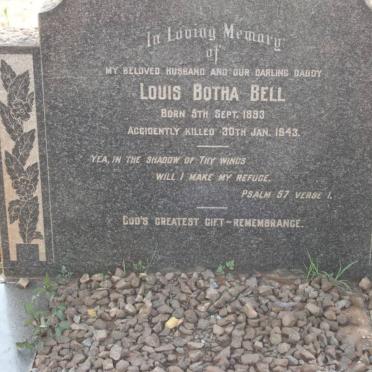 In Loving Memory
of
MY BELOVED HUSBAND AND OUR DARLING DADDY
LOUIS BOTHA BELL
BORN 5TH SEPT. 1893
ACCIDENTLY KILLED 30TH JAN. 1943.
YEA, IN THE SHADOW OF THY WINGS
WILL I MAKE MY REFUGE.
PSALM 57 VERSE 1.
GOD'S GREATEST GIFT - REMEMBRANCE.